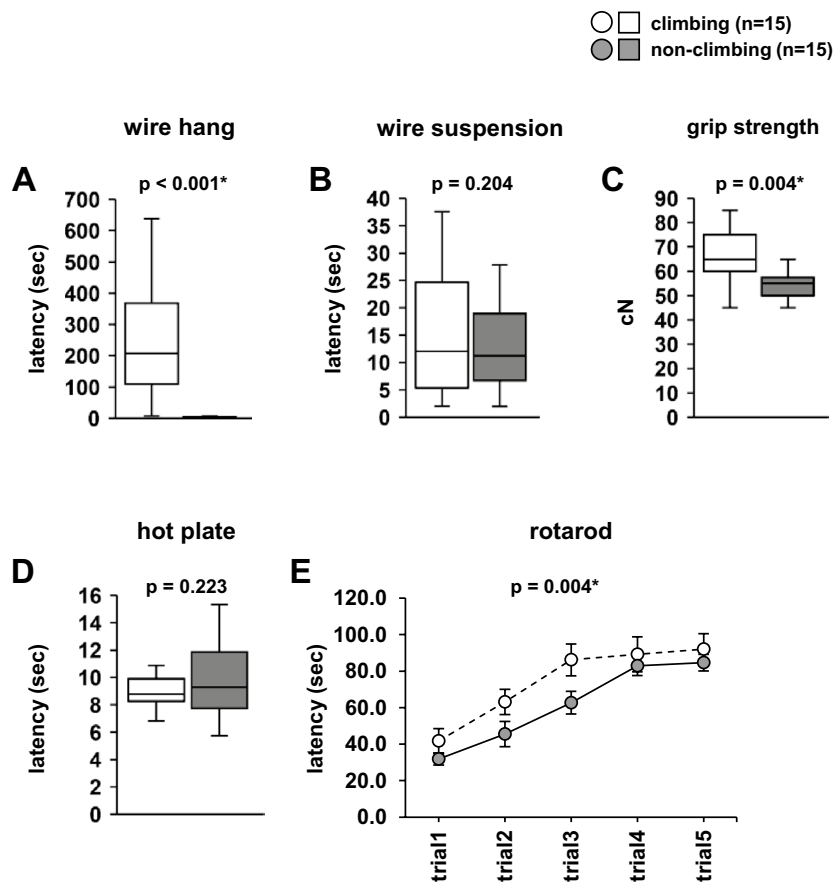 climbing (n=15)
non-climbing (n=15)
wire hang
A
p < 0.001*
latency (sec)
700
600
500
400
300
200
100
0
wire suspension
B
p = 0.204
latency (sec)
40
35
30
25
20
15
10
5
0
grip strength
C
p = 0.004*
cN
90
80
70
60
50
40
30
20
10
0
hot plate
D
p = 0.223
latency (sec)
16
14
12
10
8
6
4
2
0
rotarod
E
p = 0.004*
latency (sec)
120.0
100.0
80.0
60.0
40.0
20.0
0.0
trial1
trial2
trial3
trial4
trial5